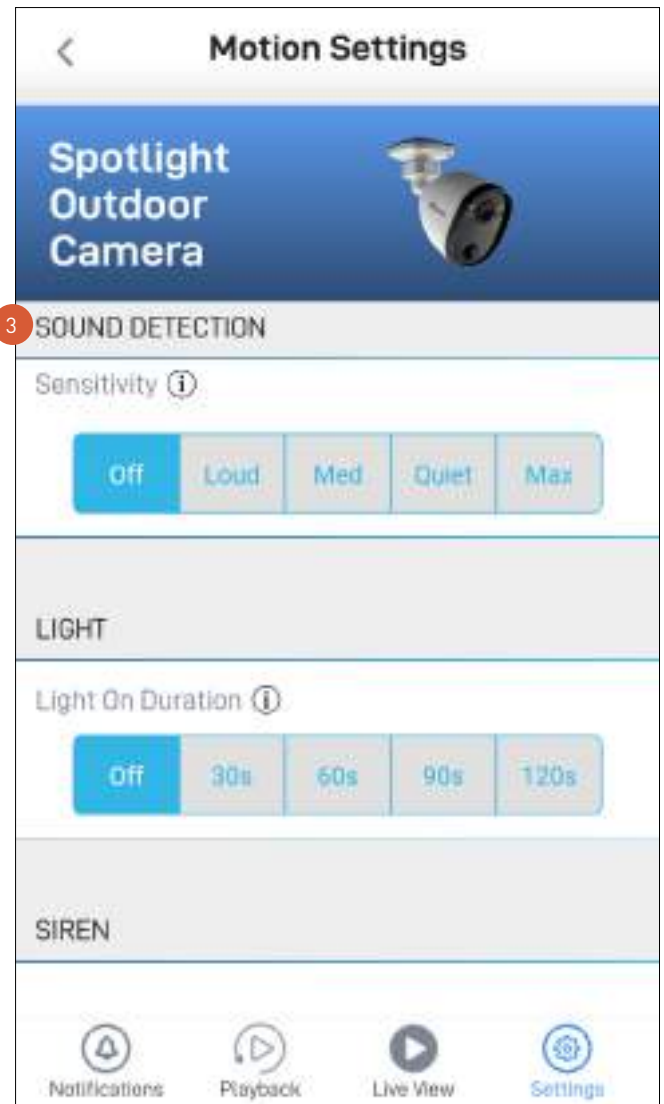 < Motion Settings
Spotlight
Outdoor
Camera
3 SOUND DETECTION
Sensitivity i
Off Loud Med Quiet Max
LIGHT
Light On Duration i
Off 30s 60s 90s 120s
SIREN
Notifications Playback Live View Settings